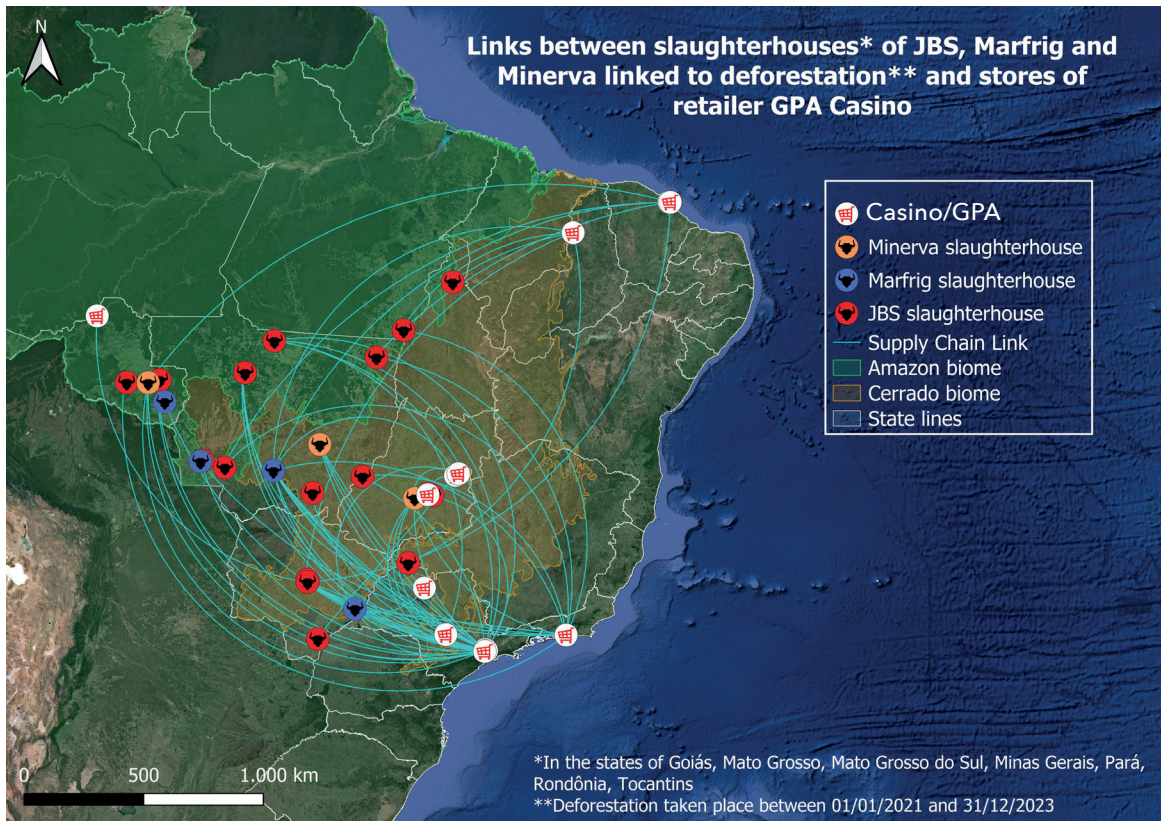 N
Links between slaughterhouses* of JBS, Marfrig and
Minerva linked to deforestation** and stores of
retailer GPA Casino
Casino/GPA
Minerva slaughterhouse
Marfrig slaughterhouse
JBS slaughterhouse
Supply Chain Link
Amazon biome
Cerrado biome
State lines
0 500 1.000 km
*In the states of Goiás, Mato Grosso, Mato Grosso do Sul, Minas Gerais, Pará,
Rondônia, Tocantins
**Deforestation taken place between 01/01/2021 and 31/12/2023